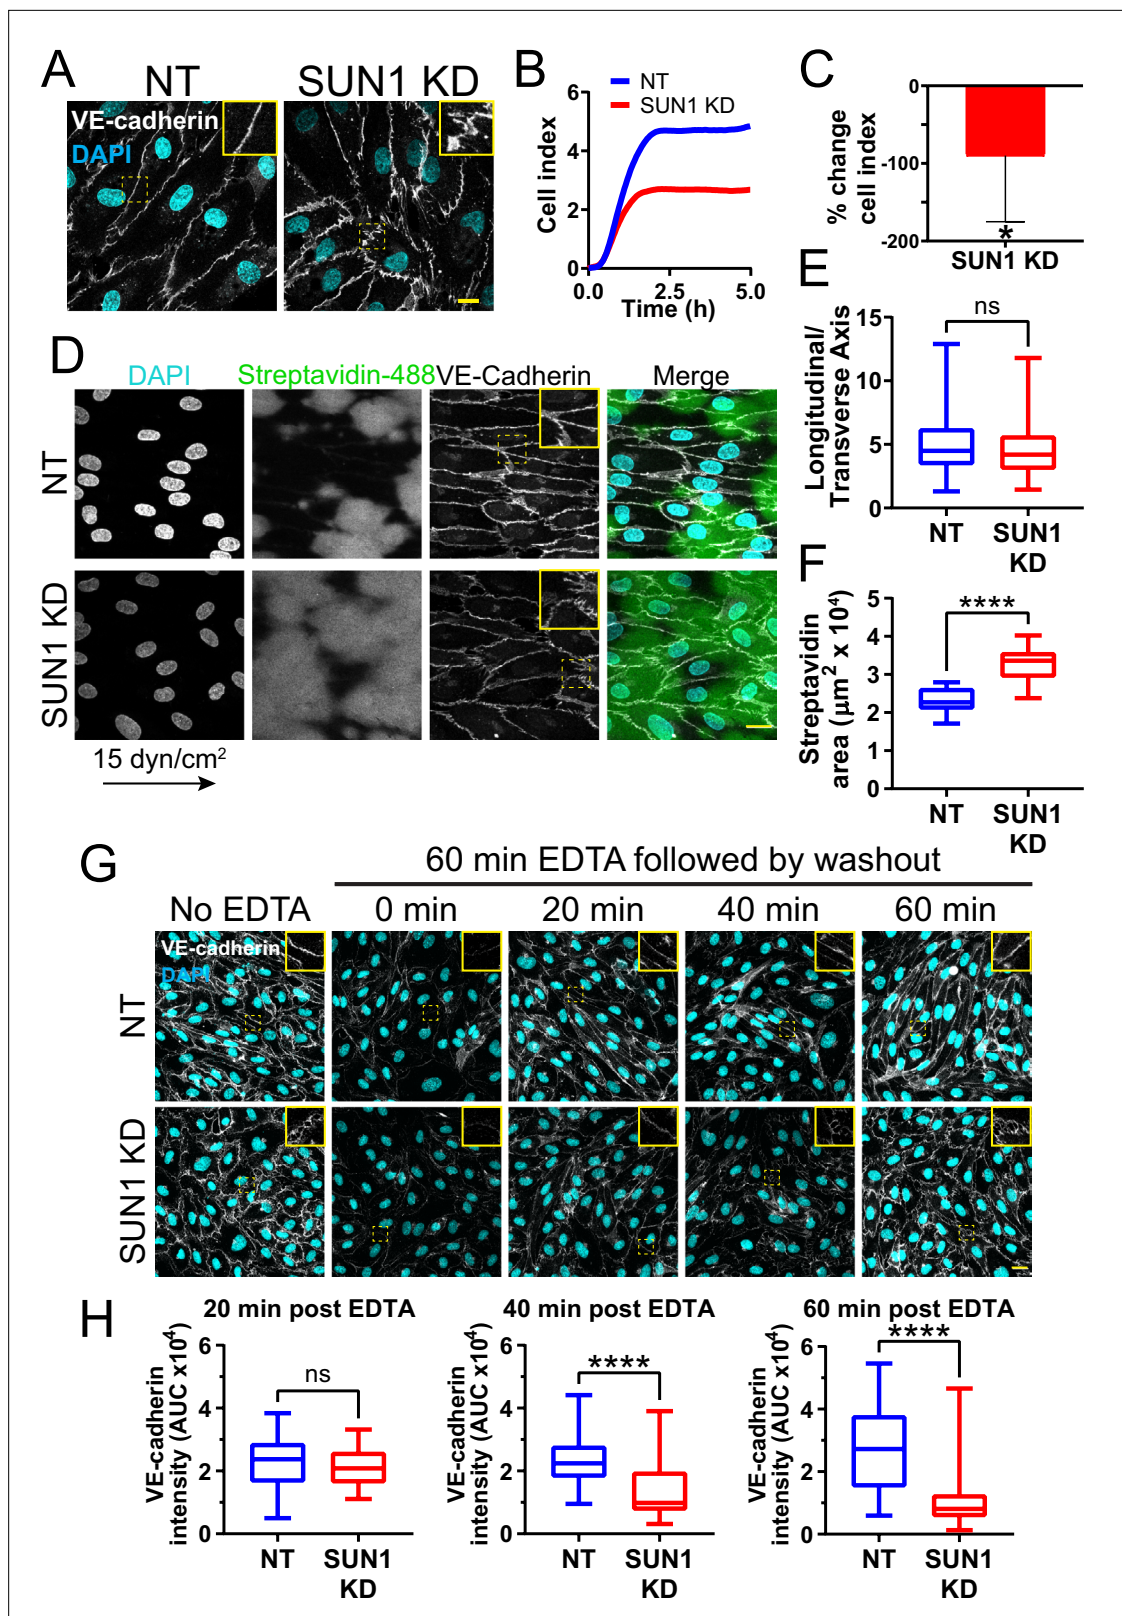 A
NT
SUN1 KD
VE-cadherin
DAPI
B
NT
SUN1 KD
Cell index
6
4
2
0
0.0
2.5
5.0
Time (h)
C
% change
cell index
0
-100
-200
*
SUN1 KD
D
DAPI
Streptavidin-488
VE-Cadherin
Merge
NT
SUN1 KD
15 dyn/cm²
E
Longitudinal/
Transverse Axis
15
10
5
0
ns
NT
SUN1
KD
F
Streptavidin
area (µm² x 10⁴)
5
4
3
2
1
0
****
NT
SUN1
KD
G
60 min EDTA followed by washout
No EDTA
0 min
20 min
40 min
60 min
VE-cadherin
DAPI
NT
SUN1 KD
H
20 min post EDTA
VE-cadherin
intensity (AUC x10⁴)
6
4
2
0
ns
NT
SUN1
KD
40 min post EDTA
VE-cadherin
intensity (AUC x10⁴)
6
4
2
0
****
NT
SUN1
KD
60 min post EDTA
VE-cadherin
intensity (AUC x10⁴)
6
4
2
0
****
NT
SUN1
KD